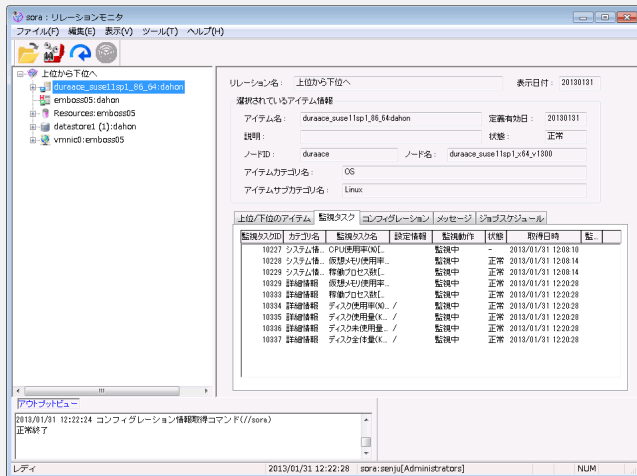 sora : リレーションモニタ
ファイル(F) 編集(E) 表示(V) ツール(T) ヘルプ(H)
上位から下位へ
duraace_suse11sp1_86_64:dahon
emboss05:dahon
Resources:emboss05
datastore1 (1):dahon
vmnic0:emboss05
リレーション名： 上位から下位へ 表示日付： 20130131
選択されているアイテム情報
アイテム名： duraace_suse11sp1_86_64:dahon 定義有効日： 20130131
説明： 状態： 正常
ノードID： duraace ノード名： duraace_suse11sp1_x64_v1300
アイテムカテゴリ名： OS
アイテムサブカテゴリ名： Linux
上位/下位のアイテム 監視タスク コンフィグレーション メッセージ ジョブスケジュール
監視タスクID カテゴリ名 監視タスク名 設定情報 監視動作 状態 取得日時 監...
10227 システム情... CPU使用率(%)[... 監視中 - 2013/01/31 12:08:10
10228 システム情... 仮想メモリ使用率... 監視中 正常 2013/01/31 12:08:14
10229 システム情... 稼働プロセス数[... 監視中 正常 2013/01/31 12:08:14
10329 詳細情報 仮想メモリ使用率... 監視中 正常 2013/01/31 12:20:28
10333 詳細情報 稼働プロセス数[... 監視中 正常 2013/01/31 12:20:28
10334 詳細情報 ディスク使用率(%)... / 監視中 正常 2013/01/31 12:20:28
10335 詳細情報 ディスク使用量(K... / 監視中 正常 2013/01/31 12:20:28
10336 詳細情報 ディスク未使用量... / 監視中 正常 2013/01/31 12:20:28
10337 詳細情報 ディスク全体量(K... / 監視中 正常 2013/01/31 12:20:28
アウトプットビュー
2013/01/31 12:22:24 コンフィグレーション情報取得コマンド(//sora)
正常終了
レディ 2013/01/31 12:22:28 sora:senju[Administrators] NUM